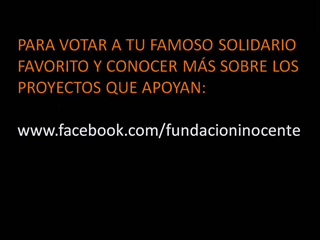 PARA VOTAR A TU FAMOSO SOLIDARIO
FAVORITO Y CONOCER MÁS SOBRE LOS
PROYECTOS QUE APOYAN:
www.facebook.com/fundacioninocente